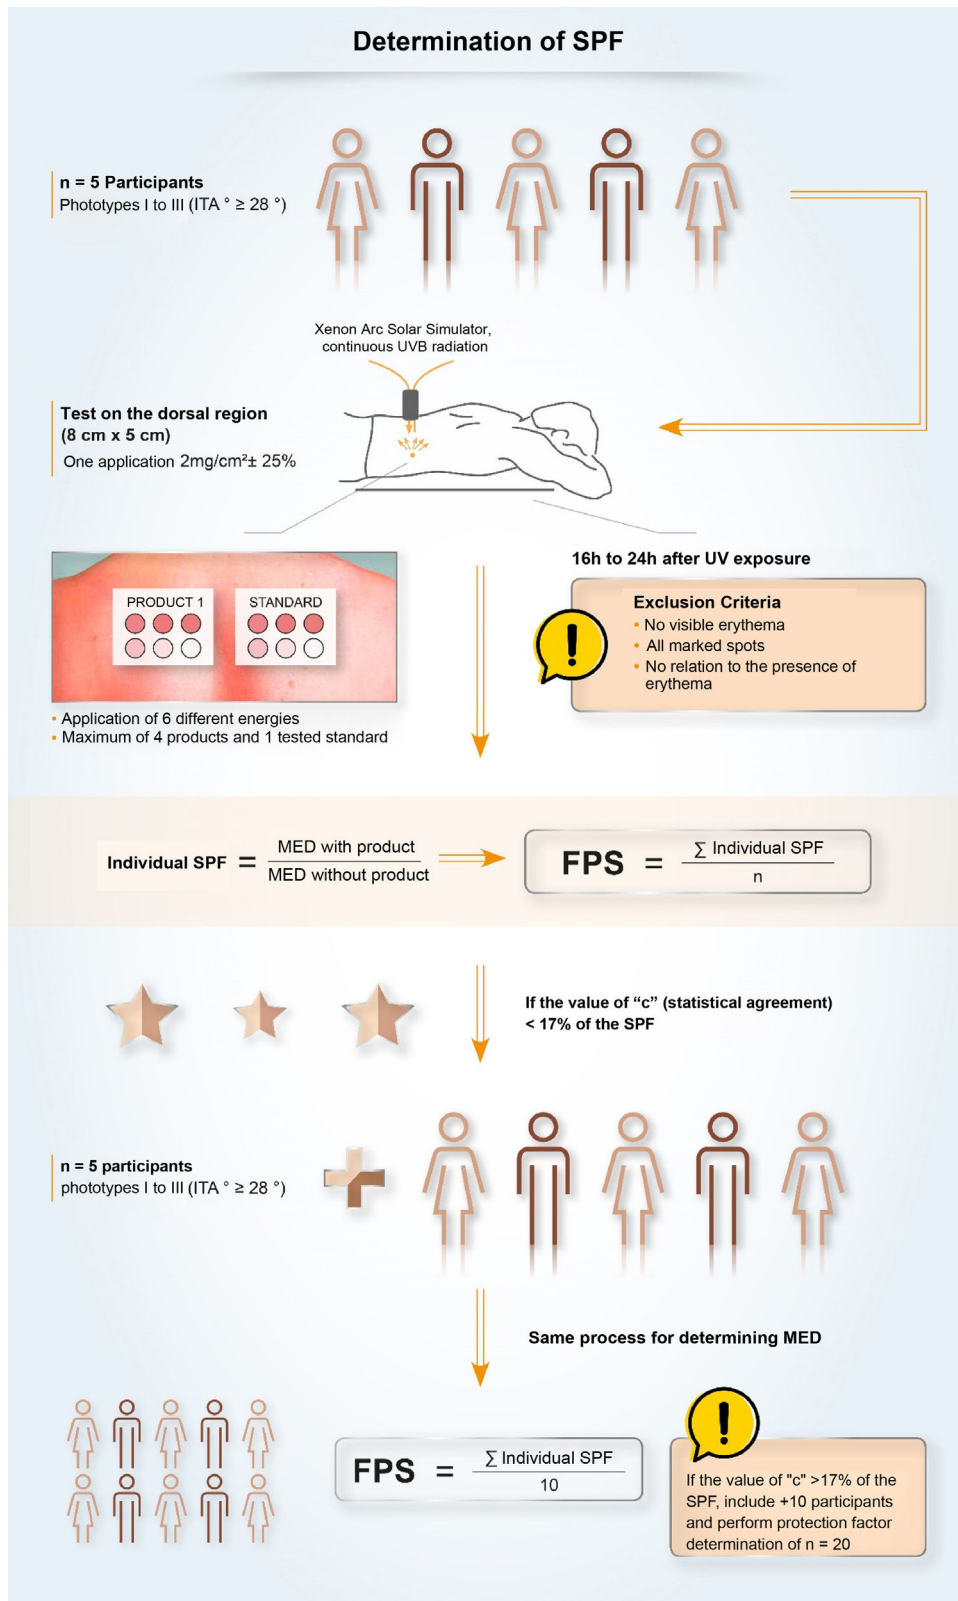 Determination of SPF
n = 5 Participants
Phototypes I to III (ITA ° ≥ 28 °)
Xenon Arc Solar Simulator,
continuous UVB radiation
Test on the dorsal region
(8 cm x 5 cm)
One application 2mg/cm²± 25%
PRODUCT 1
STANDARD
• Application of 6 different energies
• Maximum of 4 products and 1 tested standard
16h to 24h after UV exposure
Exclusion Criteria
• No visible erythema
• All marked spots
• No relation to the presence of
erythema
Individual SPF = MED with product
MED without product
FPS = ∑ Individual SPF
n
If the value of “c” (statistical agreement)
< 17% of the SPF
n = 5 participants
phototypes I to III (ITA ° ≥ 28 °)
Same process for determining MED
FPS = ∑ Individual SPF
10
If the value of "c" >17% of the
SPF, include +10 participants
and perform protection factor
determination of n = 20